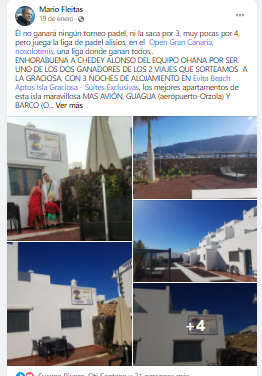 Mario Fleitas
19 de enero ·
Él no ganará ningún torneo padel, ni la saca por 3, muy pocas por 4,
pero juega la liga de padel alisios, en el Open Gran Canaria,
nosolotenis, una liga donde ganan todos,.
ENHORABUENA A CHEDEY ALONSO DEL EQUIPO OHANA POR SER
UNO DE LOS DOS GANADORES DE LOS 2 VIAJES QUE SORTEAMOS A
LA GRACIOSA, CON 3 NOCHES DE ALOJAMIENTO EN Evita Beach
Aptos Isla Graciosa - Suites Exclusivas, los mejores apartamentos de
esta isla maravillosa MAS AVIÓN, GUAGUA (aeropuerto-Orzola) Y
BARCO (O... Ver más
+4